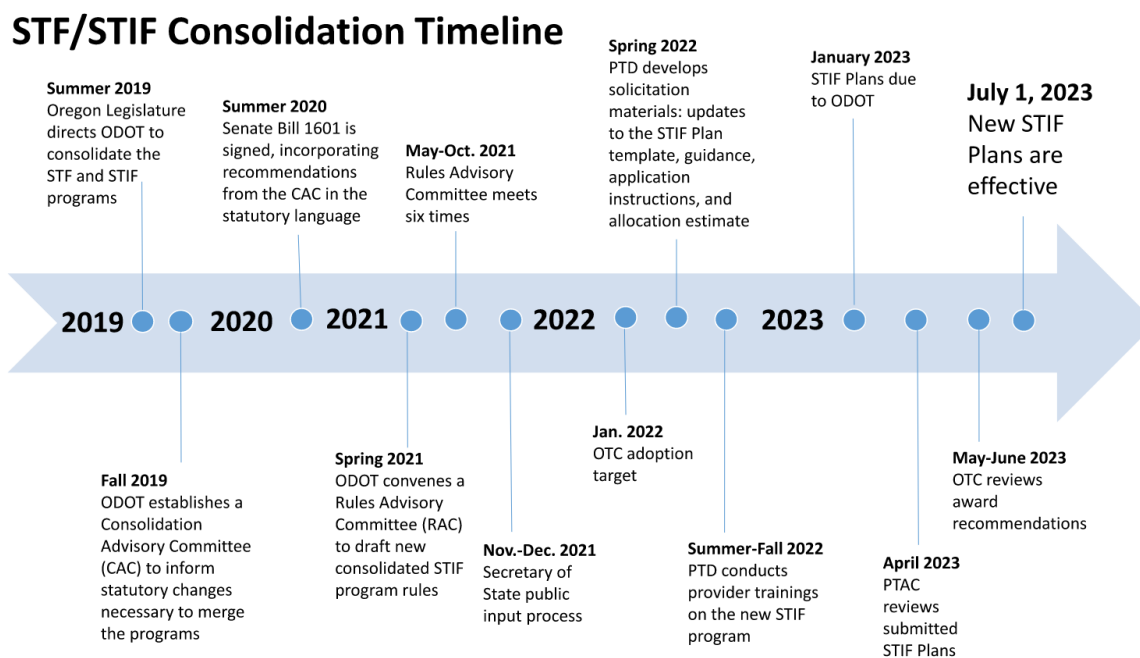 STF/STIF Consolidation Timeline
Summer 2019
Oregon Legislature
directs ODOT to
consolidate the
STF and STIF
programs
Summer 2020
Senate Bill 1601 is
signed, incorporating
recommendations
from the CAC in the
statutory language
May-Oct. 2021
Rules Advisory
Committee meets
six times
Spring 2022
PTD develops
solicitation
materials: updates
to the STIF Plan
template, guidance,
application
instructions, and
allocation estimate
January 2023
STIF Plans due
to ODOT
July 1, 2023
New STIF
Plans are
effective
2019
2020
2021
2022
2023
Fall 2019
ODOT establishes a
Consolidation
Advisory Committee
(CAC) to inform
statutory changes
necessary to merge
the programs
Spring 2021
ODOT convenes a
Rules Advisory
Committee (RAC)
to draft new
consolidated STIF
program rules
Nov.-Dec. 2021
Secretary of
State public
input process
Jan. 2022
OTC adoption
target
Summer-Fall 2022
PTD conducts
provider trainings
on the new STIF
program
April 2023
PTAC
reviews
submitted
STIF Plans
May-June 2023
OTC reviews
award
recommendations